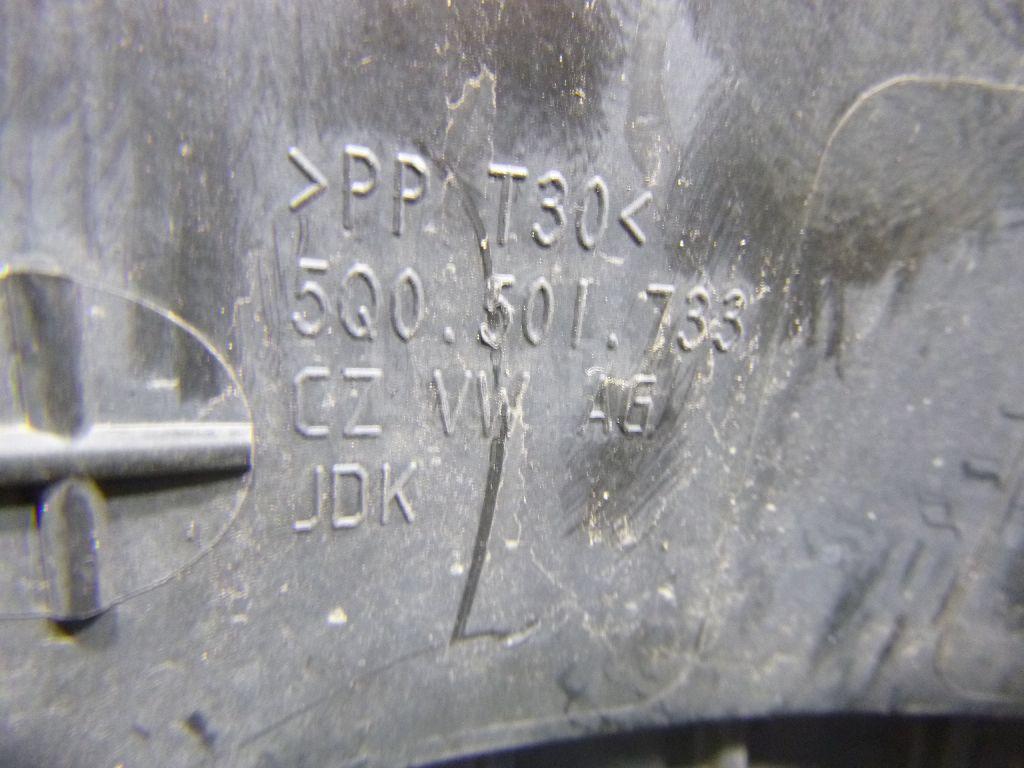 >PP T30<
5Q0.501.733
CZ VW AG
JDK